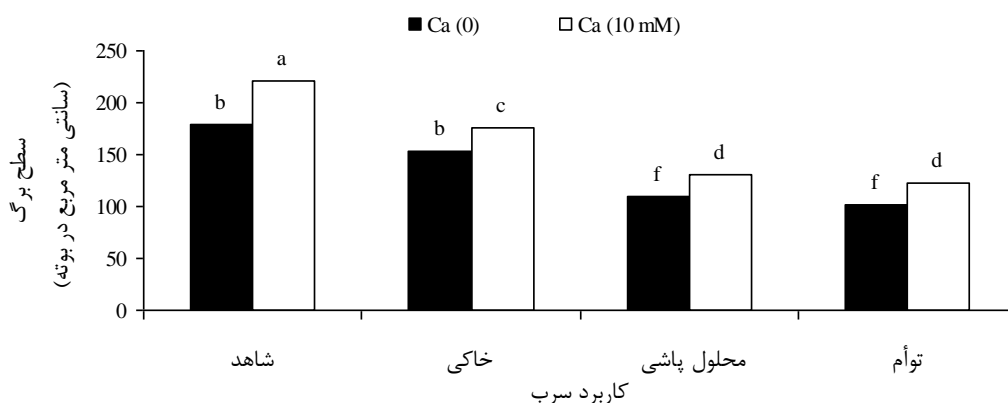 Ca (0) Ca (10 mM)
250
200
150
100
50
0
سطح برگ
(سانتی متر مربع در بوته)
b a b c f d f d
شاهد خاکی محلول پاشی توأم
کاربرد سرب